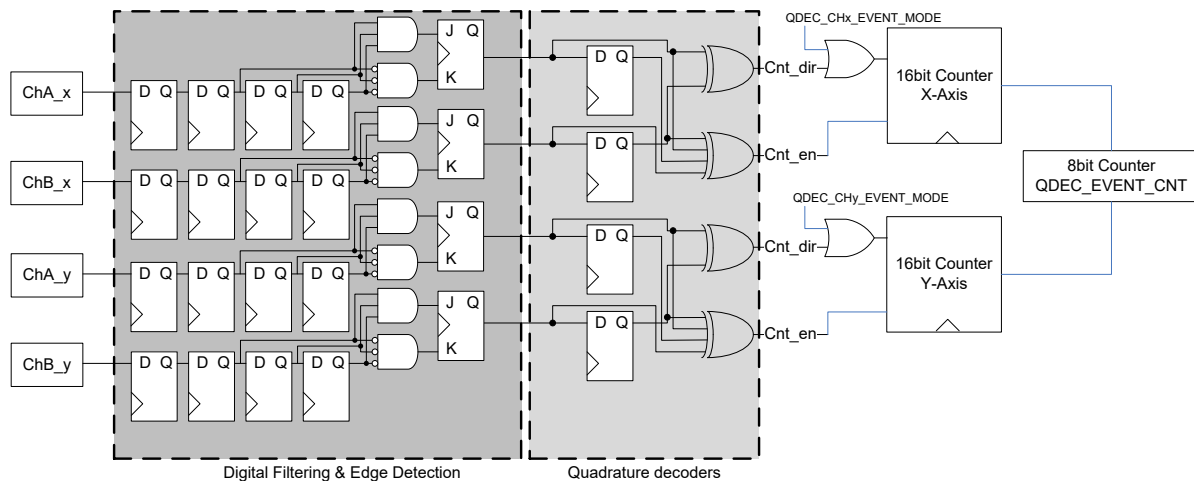 QDEC_CHx_EVENT_MODE
J Q
K
ChA_x
D Q D Q D Q D Q
D Q
Cnt_dir
16bit Counter
X-Axis
J Q
K
ChB_x
D Q D Q D Q D Q
D Q
Cnt_en
8bit Counter
QDEC_EVENT_CNT
QDEC_CHy_EVENT_MODE
J Q
K
ChA_y
D Q D Q D Q D Q
D Q
Cnt_dir
16bit Counter
Y-Axis
J Q
K
ChB_y
D Q D Q D Q D Q
D Q
Cnt_en
Digital Filtering & Edge Detection
Quadrature decoders